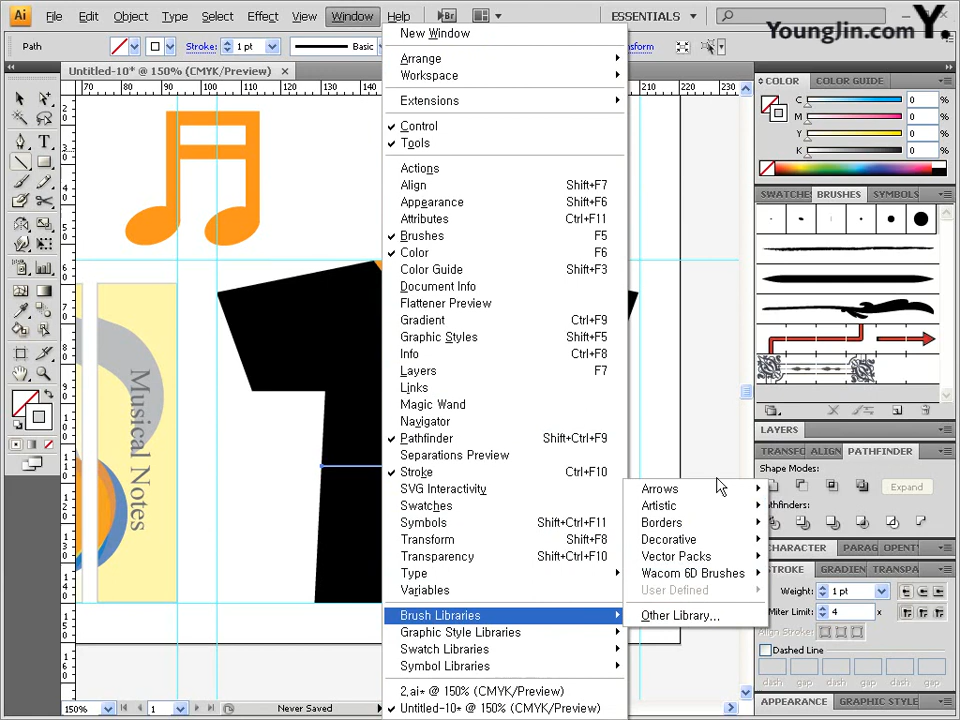 Ai File Edit Object Type Select Effect View Window Help Br ESSENTIALS
Younglin.com Y.
Path Stroke: 1 pt Basic
Untitled-10* @ 150% (CMYK/Preview) ×
70 80 90 100 110 120 130 140 210 220 230
New Window
Arrange
Workspace
Extensions
Control
Tools
Actions
Align Shift+F7
Appearance Shift+F6
Attributes Ctrl+F11
Brushes F5
Color F6
Color Guide Shift+F3
Document Info
Flattener Preview
Gradient Ctrl+F9
Graphic Styles Shift+F5
Info Ctrl+F8
Layers F7
Links
Magic Wand
Navigator
Pathfinder Shift+Ctrl+F9
Separations Preview
Stroke Ctrl+F10
SVG Interactivity
Swatches
Symbols Shift+Ctrl+F11
Transform Shift+F8
Transparency Shift+Ctrl+F10
Type
Variables
Brush Libraries
Graphic Style Libraries
Swatch Libraries
Symbol Libraries
2,ai* @ 150% (CMYK/Preview)
Untitled-10* @ 150% (CMYK/Preview)
Arrows
Artistic
Borders
Decorative
Vector Packs
Wacom 6D Brushes
User Defined
Other Library...
Musical Notes
COLOR COLOR GUIDE
C 0 %
M 0 %
Y 0 %
K 0 %
SWATCHE BRUSHES SYMBOLS
LAYERS
TRANSFC ALIGN PATHFINDER
Shape Modes:
Expand
athfinders:
CHARACTER PARAG OPENT
STROKE GRADIEN TRANSPA
Weight: 1 pt
Miter Limit: 4 x
Align Stroke:
Dashed Line
dash gap dash gap dash gap
APPEARANCE GRAPHIC STYLE
150% 1 Never Saved